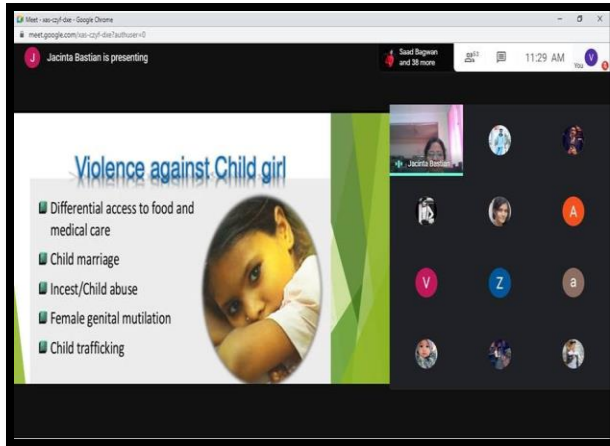 Meet - xas-czyf-dxe - Google Chrome
meet.google.com/xas-czyf-dxe?authuser=0
J
Jacinta Bastian is presenting
Saad Bagwan
and 38 more
53
11:29 AM
You
V
Violence against Child girl
Differential access to food and
medical care
Child marriage
Incest/Child abuse
Female genital mutilation
Child trafficking
Jacinta Bastian
A
V
Z
a